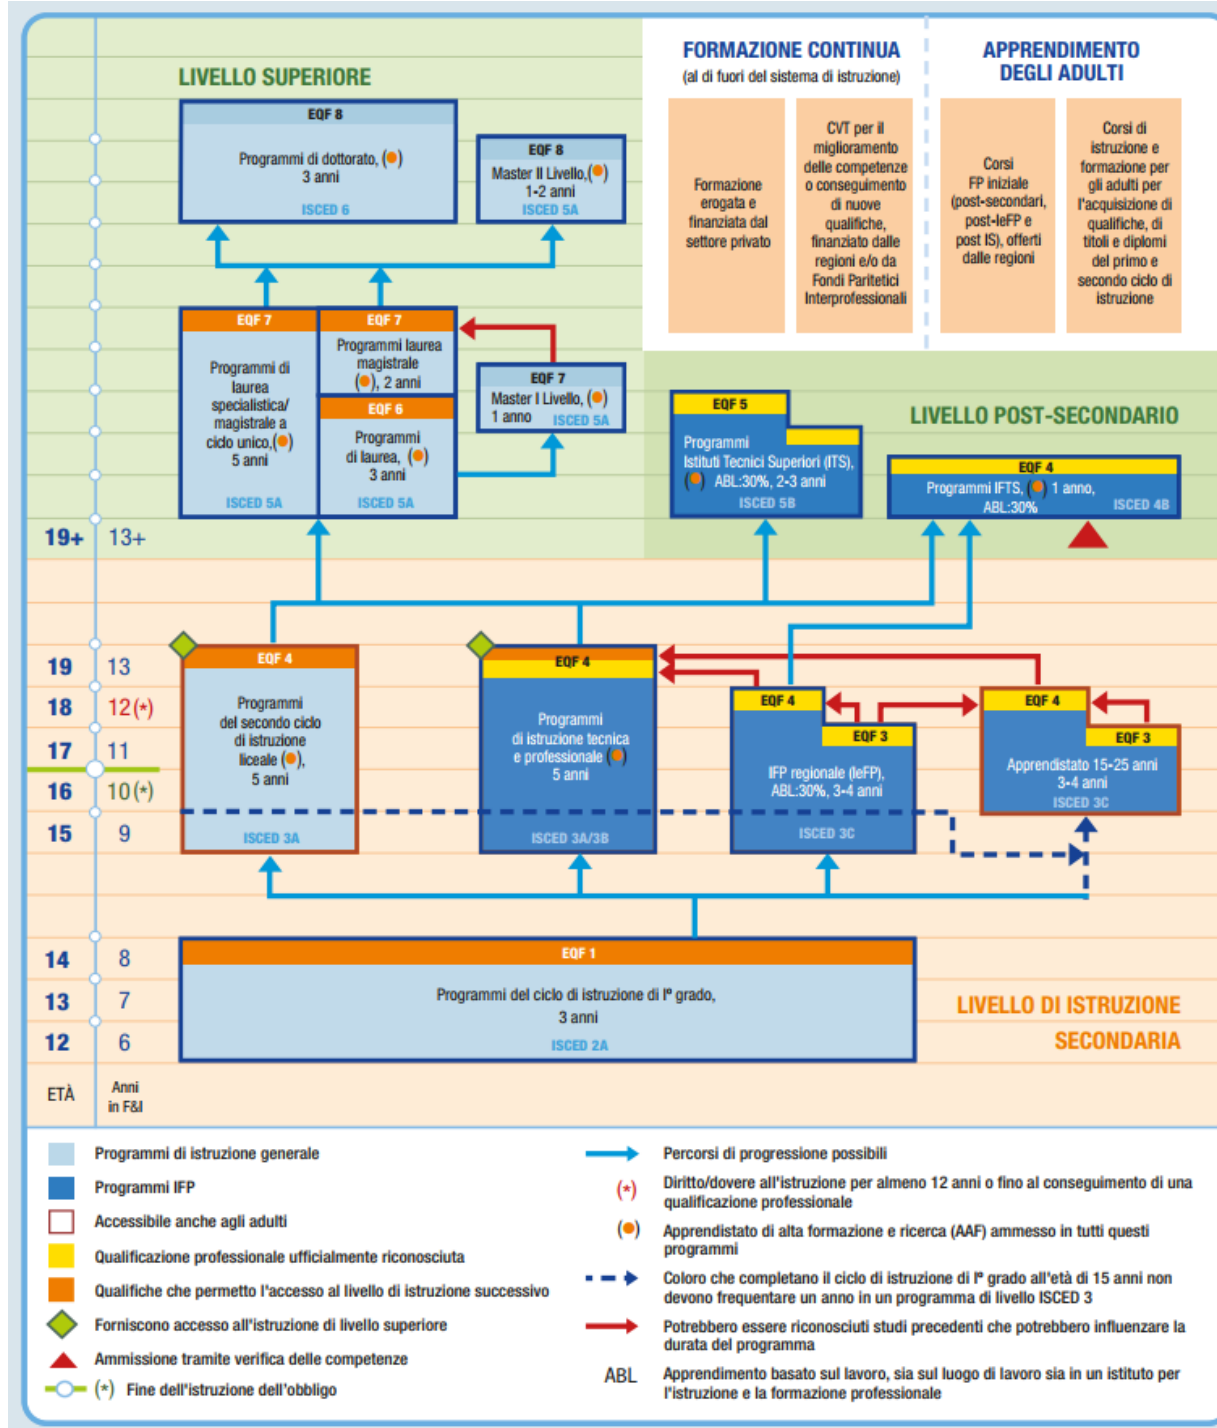 FORMAZIONE CONTINUA
(al di fuori del sistema di istruzione)
APPRENDIMENTO
DEGLI ADULTI
LIVELLO SUPERIORE
EQF 8
Programmi di dottorato, (●)
3 anni
ISCED 6
EQF 8
Master II Livello,(●)
1-2 anni
ISCED 5A
Formazione
erogata e
finanziata dal
settore privato
CVT per il
miglioramento
delle competenze
o conseguimento
di nuove
qualifiche,
finanziato dalle
regioni e/o da
Fondi Paritetici
Interprofessionali
Corsi
FP iniziale
(post-secondari,
post-IeFP e
post IS), offerti
dalle regioni
Corsi di
istruzione e
formazione per
gli adulti per
l'acquisizione di
qualifiche, di
titoli e diplomi
del primo e
secondo ciclo di
istruzione
EQF 7
Programmi di
laurea
specialistica/
magistrale a
ciclo unico,(●)
5 anni
ISCED 5A
EQF 7
Programmi laurea
magistrale
(●), 2 anni
EQF 6
Programmi
di laurea, (●)
3 anni
ISCED 5A
EQF 7
Master I Livello, (●)
1 anno ISCED 5A
EQF 5
Programmi
Istituti Tecnici Superiori (ITS),
(●) ABL:30%, 2-3 anni
ISCED 5B
LIVELLO POST-SECONDARIO
EQF 4
Programmi IFTS, (●) 1 anno,
ABL:30%
ISCED 4B
19+ 13+
19 13
18 12(*)
17 11
16 10(*)
15 9
EQF 4
Programmi
del secondo ciclo
di istruzione
liceale (●),
5 anni
ISCED 3A
EQF 4
Programmi
di istruzione tecnica
e professionale (●)
5 anni
ISCED 3A/3B
EQF 4
EQF 3
IFP regionale (IeFP),
ABL:30%, 3-4 anni
ISCED 3C
EQF 4
EQF 3
Apprendistato 15-25 anni
3-4 anni
ISCED 3C
14 8
13 7
12 6
EQF 1
Programmi del ciclo di istruzione di Iº grado,
3 anni
ISCED 2A
LIVELLO DI ISTRUZIONE
SECONDARIA
ETÀ
Anni
in F&I
Programmi di istruzione generale
Programmi IFP
Accessibile anche agli adulti
Qualificazione professionale ufficialmente riconosciuta
Qualifiche che permetto l'accesso al livello di istruzione successivo
Forniscono accesso all'istruzione di livello superiore
Ammissione tramite verifica delle competenze
(*) Fine dell'istruzione dell'obbligo
Percorsi di progressione possibili
(*) Diritto/dovere all'istruzione per almeno 12 anni o fino al conseguimento di una
qualificazione professionale
(●) Apprendistato di alta formazione e ricerca (AAF) ammesso in tutti questi
programmi
Coloro che completano il ciclo di istruzione di Iº grado all'età di 15 anni non
devono frequentare un anno in un programma di livello ISCED 3
Potrebbero essere riconosciuti studi precedenti che potrebbero influenzare la
durata del programma
ABL Apprendimento basato sul lavoro, sia sul luogo di lavoro sia in un istituto per
l'istruzione e la formazione professionale